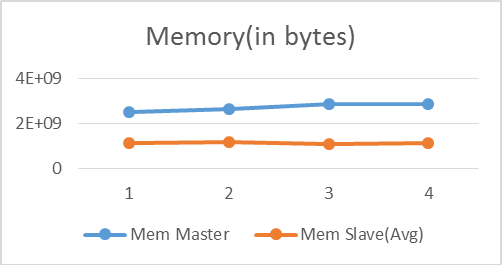 Memory(in bytes)
4E+09
2E+09
0
1 2 3 4
Mem Master Mem Slave(Avg)